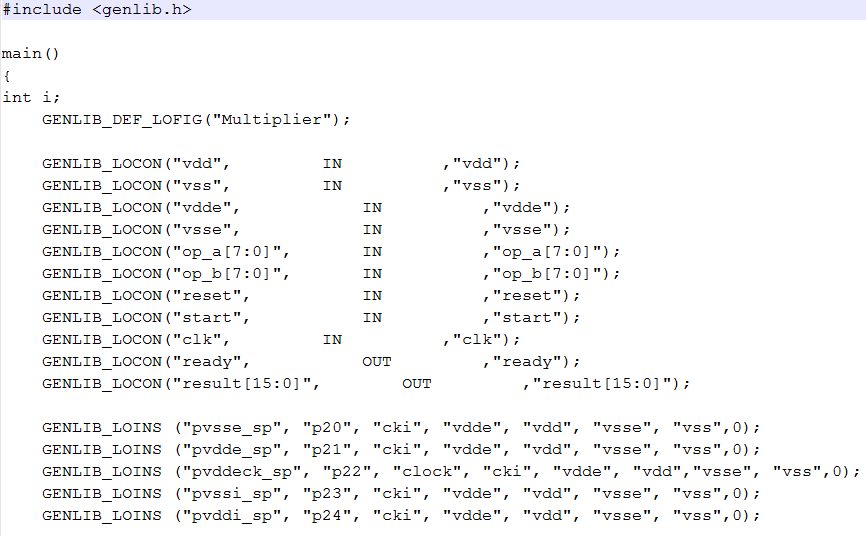 #include <genlib.h>
main()
{
int i;
GENLIB_DEF_LOFIG("Multiplier");
GENLIB_LOCON("vdd", IN ,"vdd");
GENLIB_LOCON("vss", IN ,"vss");
GENLIB_LOCON("vdde", IN ,"vdde");
GENLIB_LOCON("vsse", IN ,"vsse");
GENLIB_LOCON("op_a[7:0]", IN ,"op_a[7:0]");
GENLIB_LOCON("op_b[7:0]", IN ,"op_b[7:0]");
GENLIB_LOCON("reset", IN ,"reset");
GENLIB_LOCON("start", IN ,"start");
GENLIB_LOCON("clk", IN ,"clk");
GENLIB_LOCON("ready", OUT ,"ready");
GENLIB_LOCON("result[15:0]", OUT ,"result[15:0]");
GENLIB_LOINS ("pvsse_sp", "p20", "cki", "vdde", "vdd", "vsse", "vss",0);
GENLIB_LOINS ("pvdde_sp", "p21", "cki", "vdde", "vdd", "vsse", "vss",0);
GENLIB_LOINS ("pvddeck_sp", "p22", "clock", "cki", "vdde", "vdd","vsse", "vss",0);
GENLIB_LOINS ("pvssi_sp", "p23", "cki", "vdde", "vdd", "vsse", "vss",0);
GENLIB_LOINS ("pvddi_sp", "p24", "cki", "vdde", "vdd", "vsse", "vss",0);